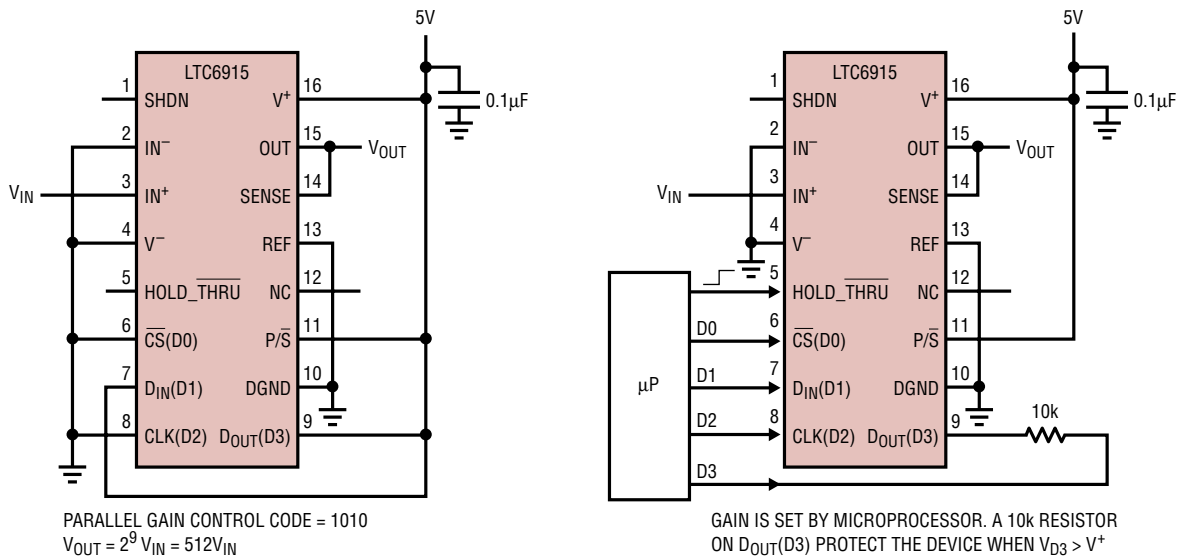 5V
LTC6915
1
SHDN
V+
16
0.1µF
2
IN−
OUT
15
VOUT
VIN
3
IN+
SENSE
14
4
V−
REF
13
5
HOLD_THRU
NC
12
6
CS(D0)
P/S
11
7
DIN(D1)
DGND
10
8
CLK(D2)
DOUT(D3)
9
PARALLEL GAIN CONTROL CODE = 1010
VOUT = 2⁹ VIN = 512VIN
5V
LTC6915
1
SHDN
V+
16
0.1µF
2
IN−
OUT
15
VOUT
VIN
3
IN+
SENSE
14
4
V−
REF
13
5
HOLD_THRU
NC
12
D0
6
CS(D0)
P/S
11
µP
D1
7
DIN(D1)
DGND
10
D2
8
CLK(D2)
DOUT(D3)
9
10k
D3
GAIN IS SET BY MICROPROCESSOR. A 10k RESISTOR
ON DOUT(D3) PROTECT THE DEVICE WHEN VD3 > V+